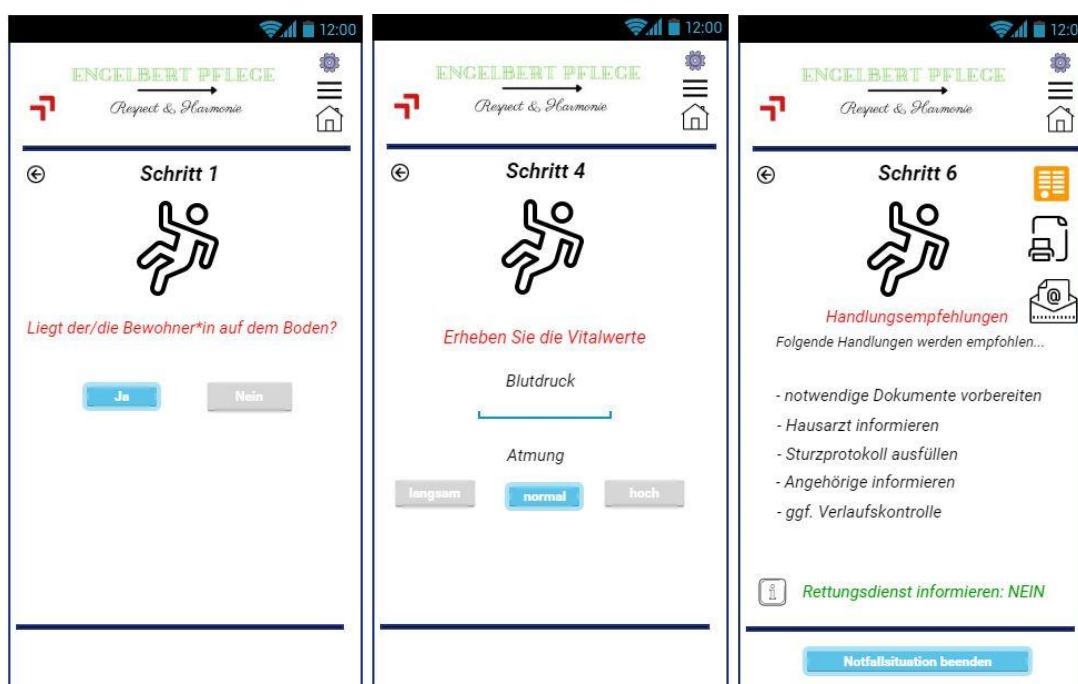 12:00
ENGELBERT PFLEGE
Respect & Harmonie
Schritt 1
Liegt der/die Bewohner*in auf dem Boden?
Ja Nein
12:00
ENGELBERT PFLEGE
Respect & Harmonie
Schritt 4
Erheben Sie die Vitalwerte
Blutdruck
Atmung
langsam normal hoch
12:0
ENGELBERT PFLEGE
Respect & Harmonie
Schritt 6
@
Handlungsempfehlungen
Folgende Handlungen werden empfohlen...
- notwendige Dokumente vorbereiten
- Hausarzt informieren
- Sturzprotokoll ausfüllen
- Angehörige informieren
- ggf. Verlaufskontrolle
i Rettungsdienst informieren: NEIN
Notfallsituation beenden